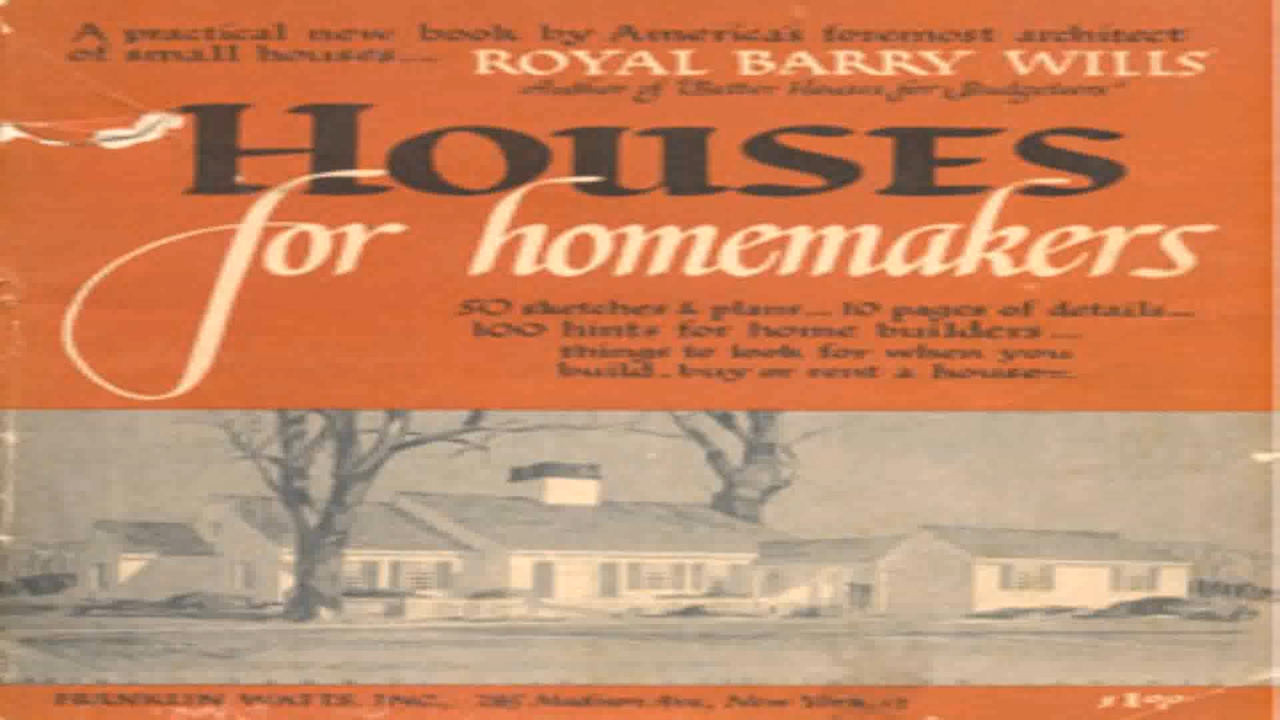 A practical new book by America's foremost architect
of small houses... ROYAL BARRY WILLS
Author of "Better Houses for Budgeteers"
HOUSES
for homemakers
50 sketches & plans... 10 pages of details...
100 hints for home builders...
things to look for when you
build, buy or rent a house...
FRANKLIN WATTS, INC., Madison Ave., New York, 17